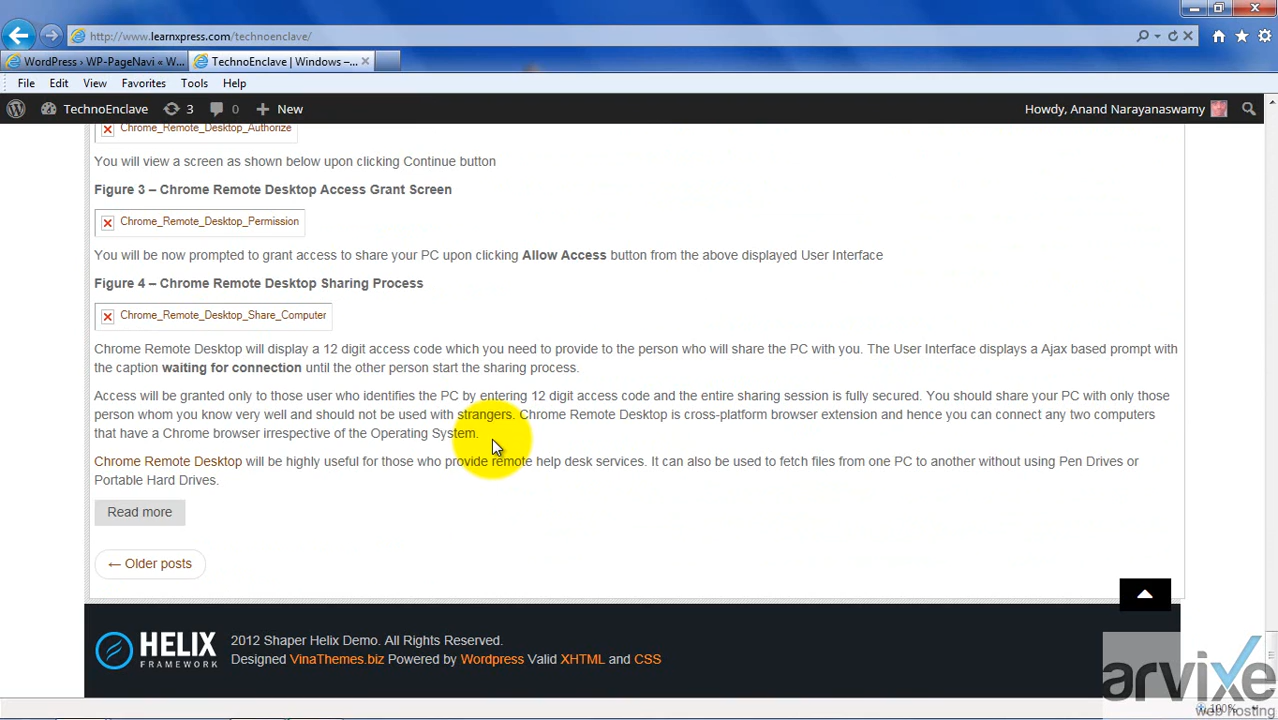 http://www.learnxpress.com/technoenclave/
WordPress › WP-PageNavi « W...
TechnoEnclave | Windows –...
File Edit View Favorites Tools Help
TechnoEnclave 3 0 New
Howdy, Anand Narayanaswamy
Chrome_Remote_Desktop_Authorize
You will view a screen as shown below upon clicking Continue button
Figure 3 – Chrome Remote Desktop Access Grant Screen
Chrome_Remote_Desktop_Permission
You will be now prompted to grant access to share your PC upon clicking Allow Access button from the above displayed User Interface
Figure 4 – Chrome Remote Desktop Sharing Process
Chrome_Remote_Desktop_Share_Computer
Chrome Remote Desktop will display a 12 digit access code which you need to provide to the person who will share the PC with you. The User Interface displays a Ajax based prompt with
the caption waiting for connection until the other person start the sharing process.
Access will be granted only to those user who identifies the PC by entering 12 digit access code and the entire sharing session is fully secured. You should share your PC with only those
person whom you know very well and should not be used with strangers. Chrome Remote Desktop is cross-platform browser extension and hence you can connect any two computers
that have a Chrome browser irrespective of the Operating System.
Chrome Remote Desktop will be highly useful for those who provide remote help desk services. It can also be used to fetch files from one PC to another without using Pen Drives or
Portable Hard Drives.
Read more
← Older posts
HELIX
FRAMEWORK
2012 Shaper Helix Demo. All Rights Reserved.
Designed VinaThemes.biz Powered by Wordpress Valid XHTML and CSS
arvixe
web hosting
100%